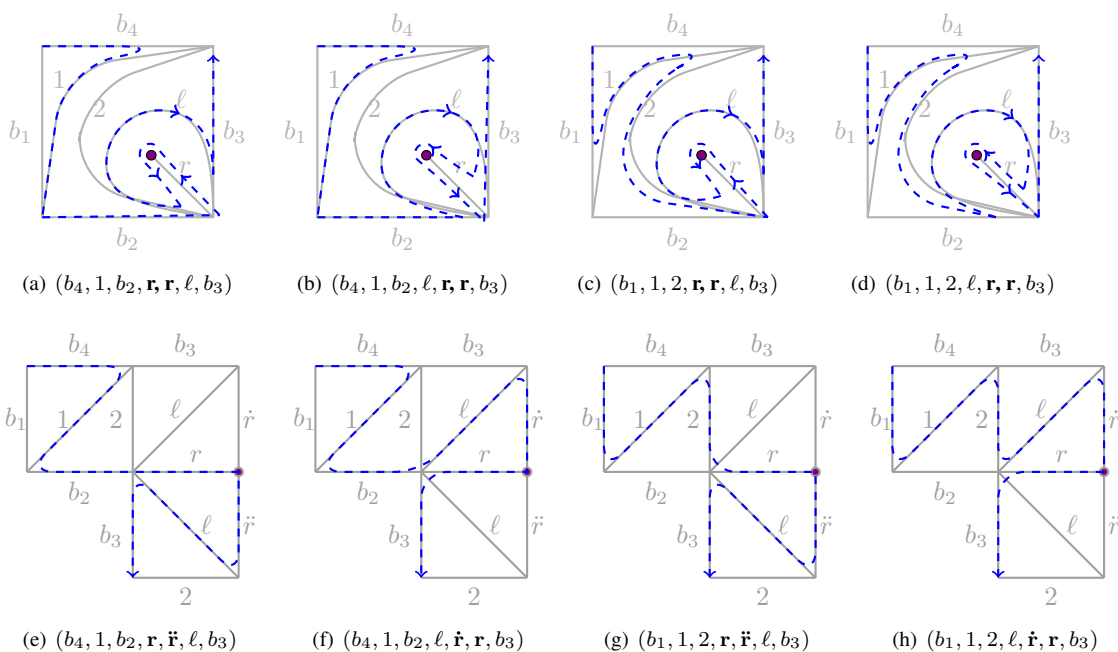 b₄ b₄ b₄ b₄
1 1 1 1
2 ℓ 2 ℓ 2 ℓ 2 ℓ
b₁ b₃ b₁ b₃ b₁ b₃ b₁ b₃
r r r r
b₂ b₂ b₂ b₂
(a) (b₄, 1, b₂, r, r, ℓ, b₃) (b) (b₄, 1, b₂, ℓ, r, r, b₃) (c) (b₁, 1, 2, r, r, ℓ, b₃) (d) (b₁, 1, 2, ℓ, r, r, b₃)
b₄ b₃ b₄ b₃ b₄ b₃ b₄ b₃
b₁ 1 2 ℓ ṙ b₁ 1 2 ℓ ṙ b₁ 1 2 ℓ ṙ b₁ 1 2 ℓ ṙ
r r r r
b₂ b₂ b₂ b₂
b₃ ℓ r̈ b₃ ℓ r̈ b₃ ℓ r̈ b₃ ℓ r̈
2 2 2 2
(e) (b₄, 1, b₂, r, r̈, ℓ, b₃) (f) (b₄, 1, b₂, ℓ, ṙ, r, b₃) (g) (b₁, 1, 2, r, r̈, ℓ, b₃) (h) (b₁, 1, 2, ℓ, ṙ, r, b₃)